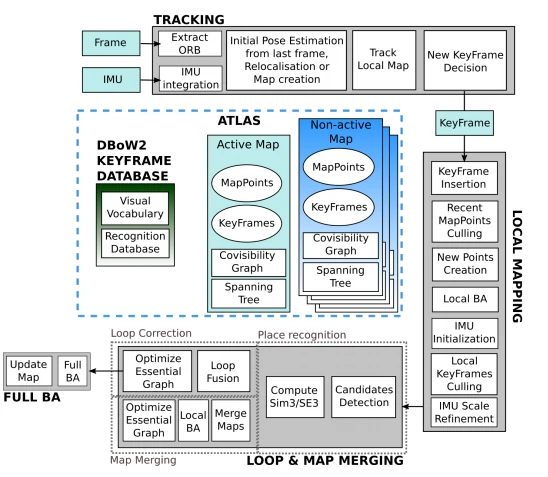 TRACKING
Frame
IMU
Extract
ORB
IMU
integration
Initial Pose Estimation
from last frame,
Relocalisation or
Map creation
Track
Local Map
New KeyFrame
Decision
KeyFrame
ATLAS
DBoW2
KEYFRAME
DATABASE
Visual
Vocabulary
Recognition
Database
Active Map
MapPoints
KeyFrames
Covisibility
Graph
Spanning
Tree
Non-active
Map
MapPoints
KeyFrames
Covisibility
Graph
Spanning
Tree
LOCAL MAPPING
KeyFrame
Insertion
Recent
MapPoints
Culling
New Points
Creation
Local BA
IMU
Initialization
Local
KeyFrames
Culling
IMU Scale
Refinement
Loop Correction
Place recognition
Optimize
Essential
Graph
Loop
Fusion
Compute
Sim3/SE3
Candidates
Detection
Update
Map
Full
BA
FULL BA
Optimize
Essential
Graph
Local
BA
Merge
Maps
Map Merging
LOOP & MAP MERGING